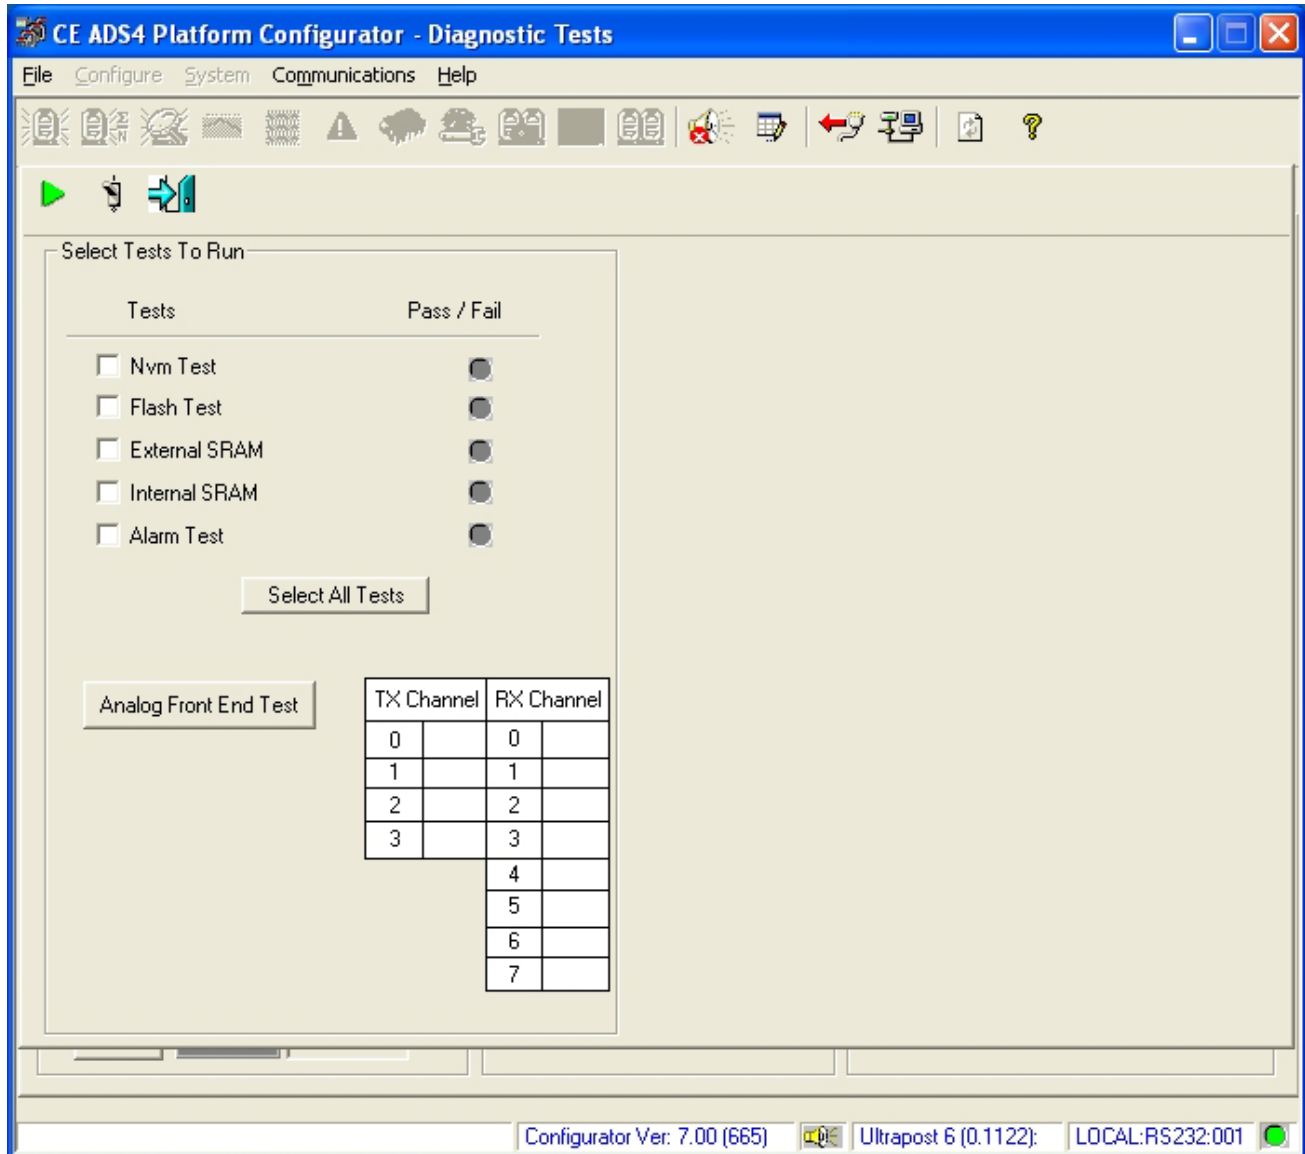 CE ADS4 Platform Configurator - Diagnostic Tests
File Configure System Communications Help
Select Tests To Run
Tests Pass / Fail
Nvm Test
Flash Test
External SRAM
Internal SRAM
Alarm Test
Select All Tests
Analog Front End Test
TX Channel RX Channel
0 0
1 1
2 2
3 3
4
5
6
7
Configurator Ver: 7.00 (665) Ultrapost 6 (0.1122): LOCAL:RS232:001